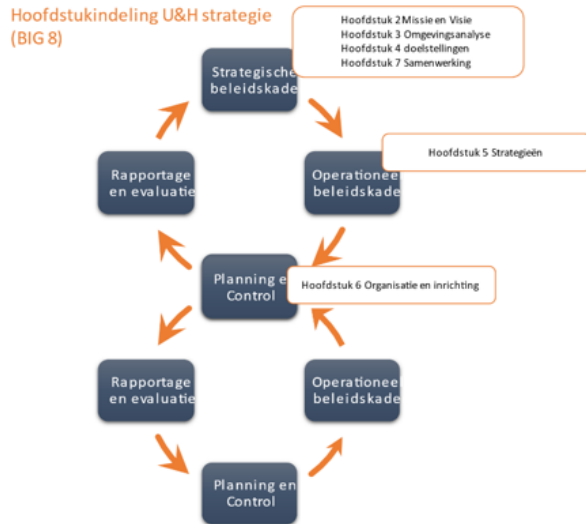 Hoofdstukindeling U&H strategie
(BIG 8)
Hoofdstuk 2 Missie en Visie
Hoofdstuk 3 Omgevingsanalyse
Hoofdstuk 4 doelstellingen
Hoofdstuk 7 Samenwerking
Strategische
beleidskade
Hoofdstuk 5 Strategieën
Rapportage
en evaluatie
Operationee
beleidskade
Planning e
Control
Hoofdstuk 6 Organisatie en inrichting
Rapportage
en evaluatie
Operationee
beleidskade
Planning en
Control